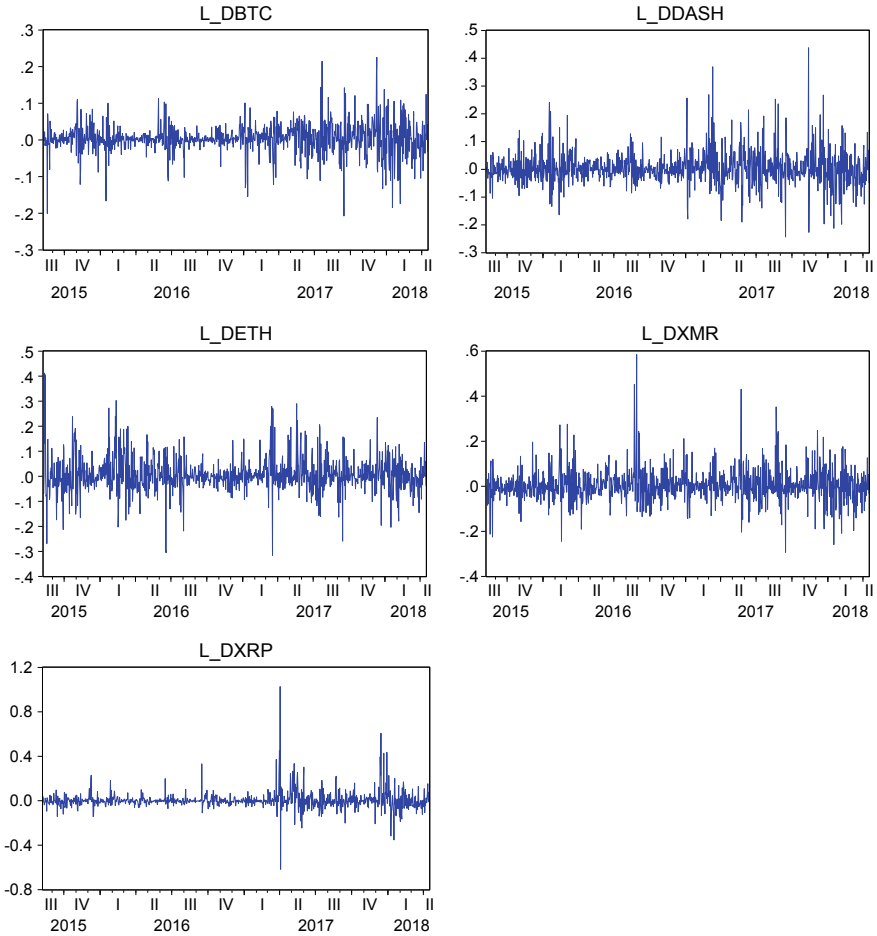 L_DBTC
.3
.2
.1
.0
-.1
-.2
-.3
III IV I II III IV I II III IV I II
2015 2016 2017 2018
L_DDASH
.5
.4
.3
.2
.1
.0
-.1
-.2
-.3
III IV I II III IV I II III IV I II
2015 2016 2017 2018
L_DETH
.5
.4
.3
.2
.1
.0
-.1
-.2
-.3
-.4
III IV I II III IV I II III IV I II
2015 2016 2017 2018
L_DXMR
.6
.4
.2
.0
-.2
-.4
III IV I II III IV I II III IV I II
2015 2016 2017 2018
L_DXRP
1.2
0.8
0.4
0.0
-0.4
-0.8
III IV I II III IV I II III IV I II
2015 2016 2017 2018